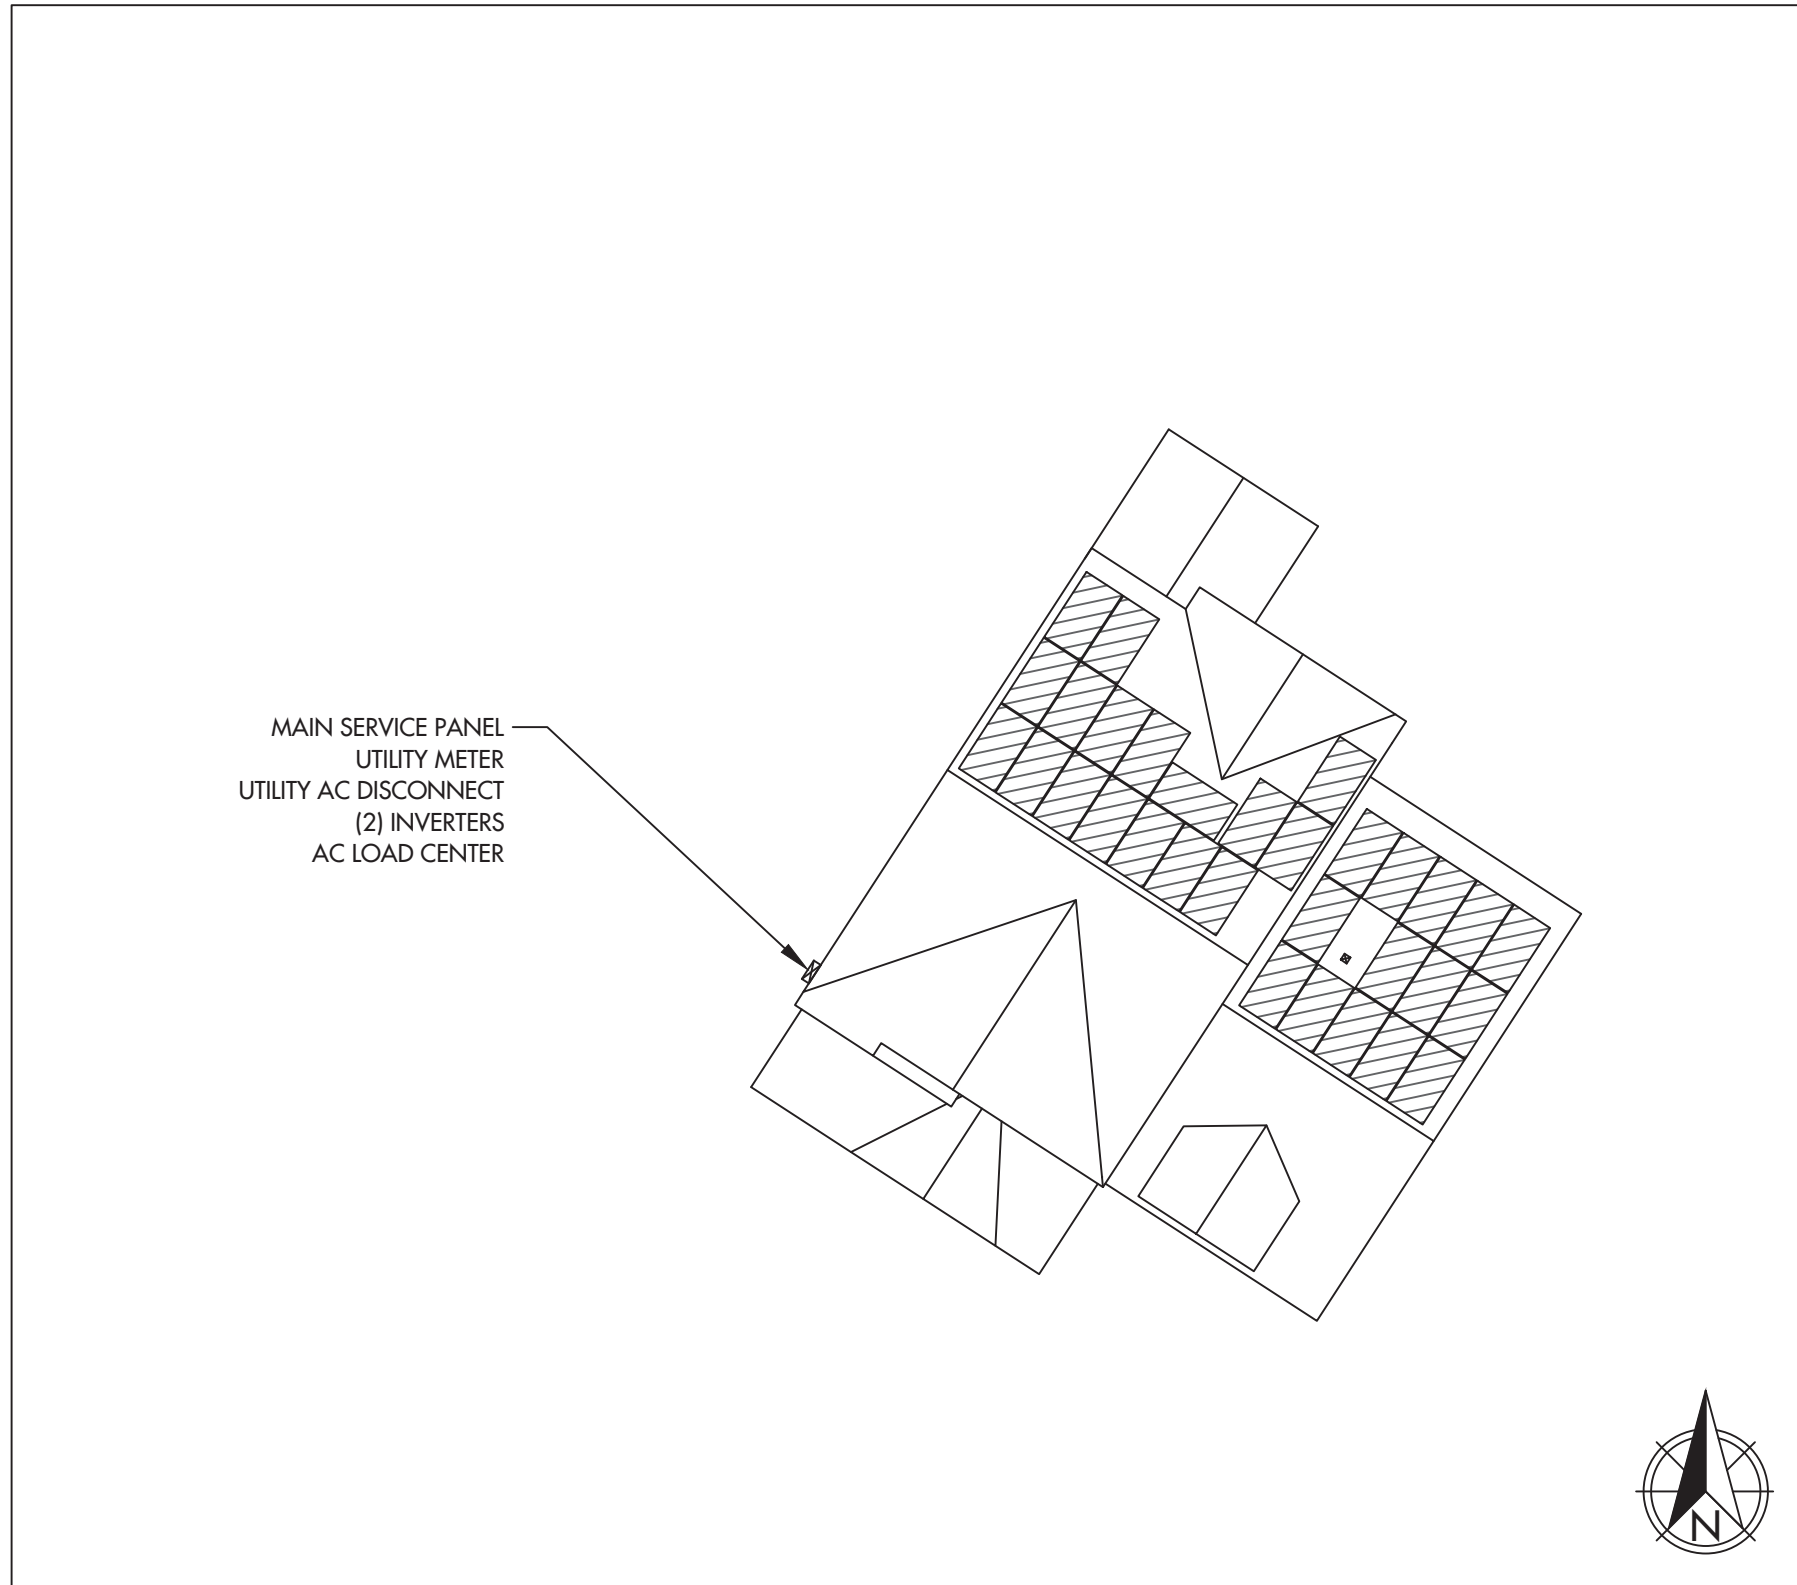 MAIN SERVICE PANEL
UTILITY METER
UTILITY AC DISCONNECT
(2) INVERTERS
AC LOAD CENTER
N